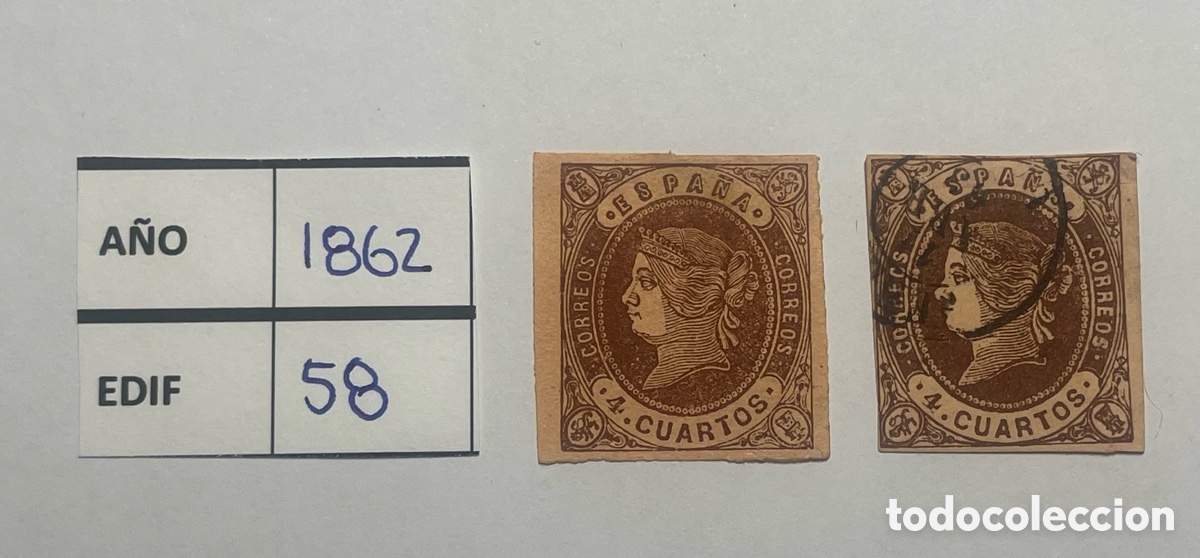 AÑO 1862
EDIF 58
· ESPAÑA ·
CORREOS
CORREOS
· 4. CUARTOS ·
ESPAÑA
CORREOS
CORREOS
· 4. CUARTOS ·
todocoleccion